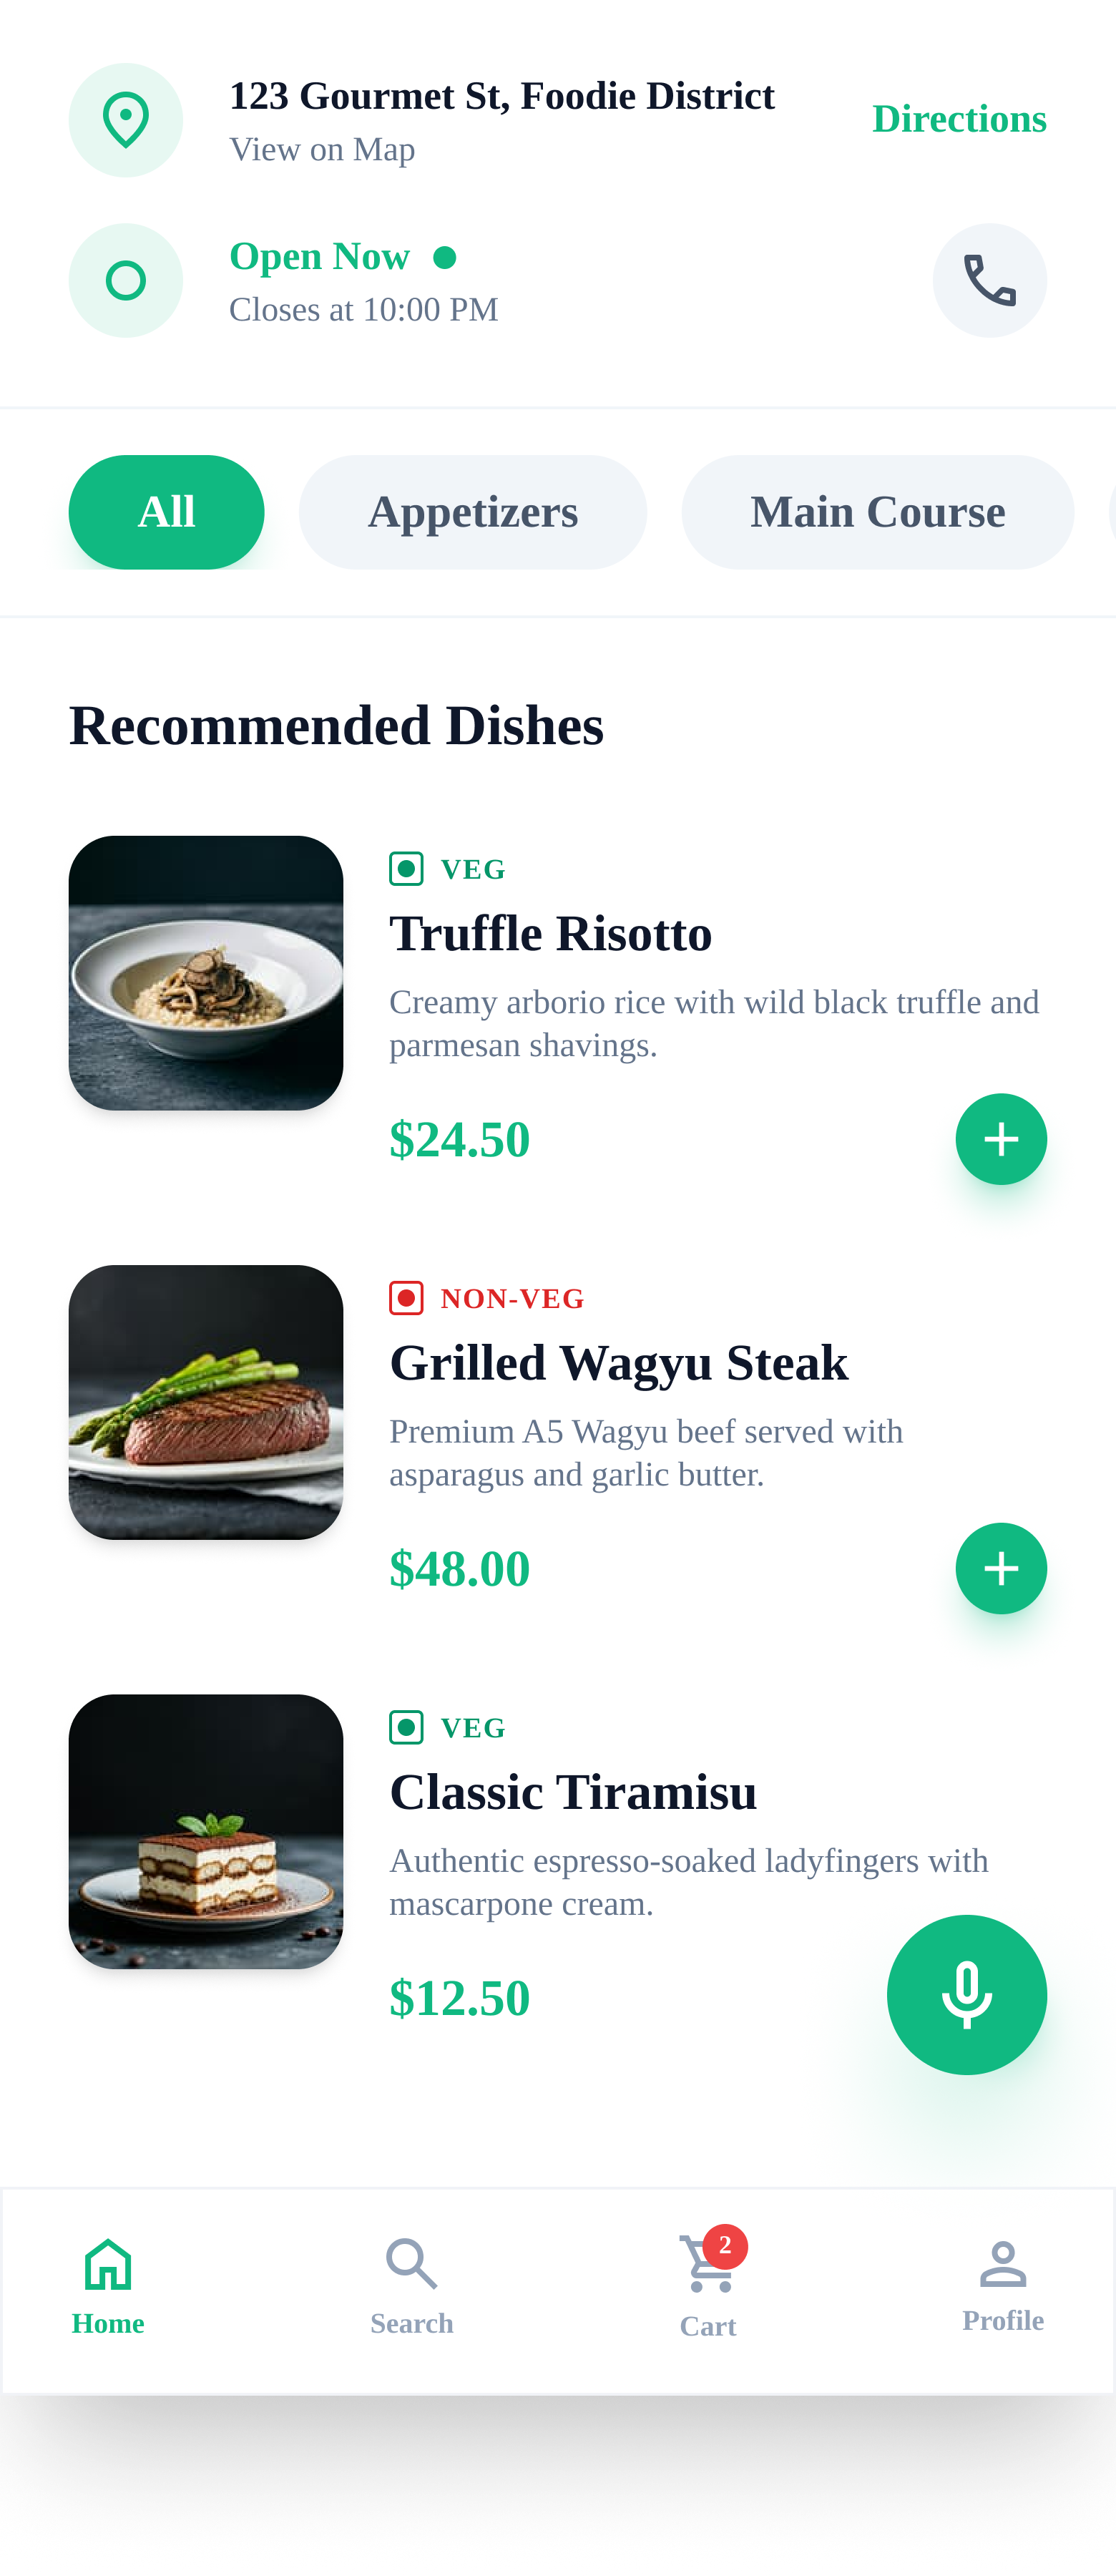 123 Gourmet St, Foodie District
View on Map
Directions
Open Now
Closes at 10:00 PM
All
Appetizers
Main Course
Recommended Dishes
VEG
Truffle Risotto
Creamy arborio rice with wild black truffle and
parmesan shavings.
$24.50
NON-VEG
Grilled Wagyu Steak
Premium A5 Wagyu beef served with
asparagus and garlic butter.
$48.00
VEG
Classic Tiramisu
Authentic espresso-soaked ladyfingers with
mascarpone cream.
$12.50
2
Home
Search
Cart
Profile